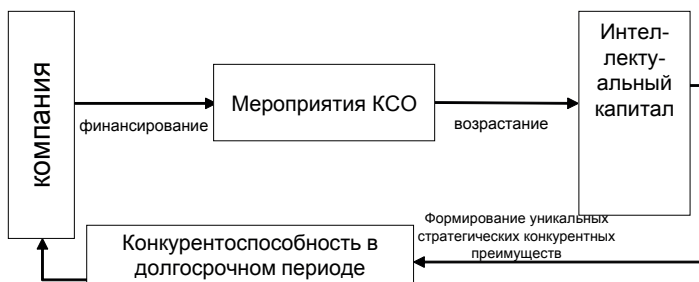 компания
финансирование
Мероприятия КСО
возрастание
Интел-
лекту-
альный
капитал
Формирование уникальных
стратегических конкурентных
преимуществ
Конкурентоспособность в
долгосрочном периоде